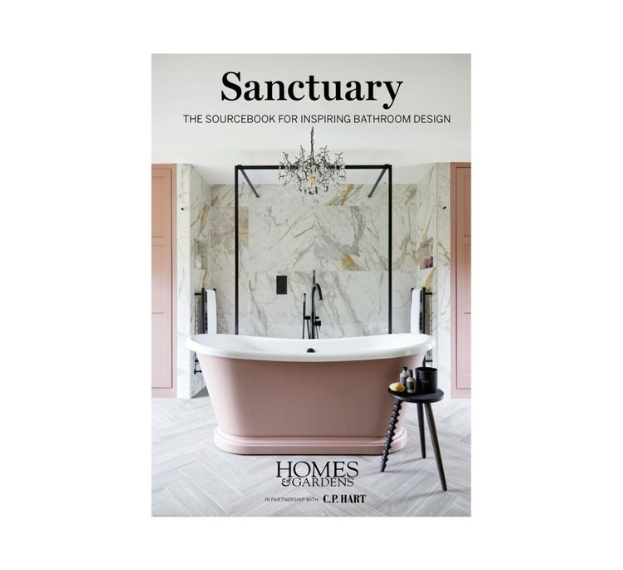 Sanctuary
THE SOURCEBOOK FOR INSPIRING BATHROOM DESIGN
HOMES
&GARDENS
IN PARTNERSHIP WITH C.P. HART